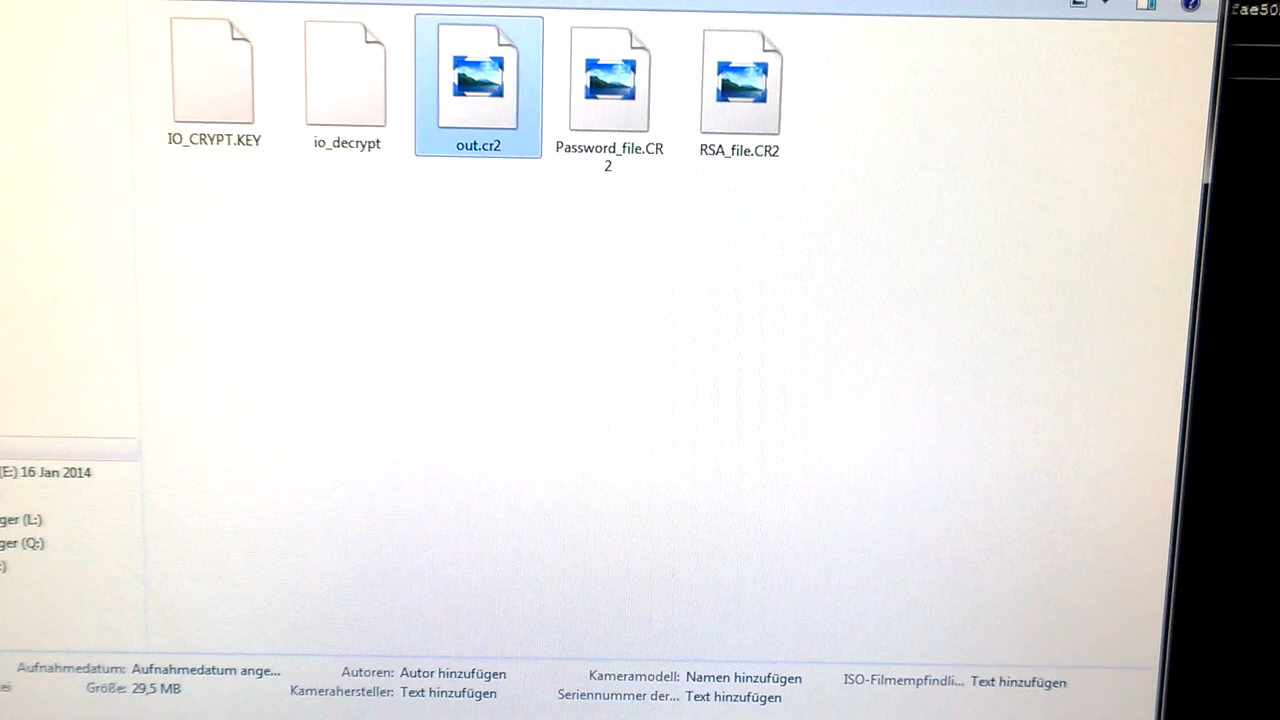 fae50
IO_CRYPT.KEY
io_decrypt
out.cr2
Password_file.CR
2
RSA_file.CR2
(E:) 16 Jan 2014
ger (L:)
ger (Q:)
:)
Aufnahmedatum: Aufnahmedatum ange... Autoren: Autor hinzufügen Kameramodell: Namen hinzufügen ISO-Filmempfindli... Text hinzufügen
ei Größe: 29,5 MB Kamerahersteller: Text hinzufügen Seriennummer der... Text hinzufügen